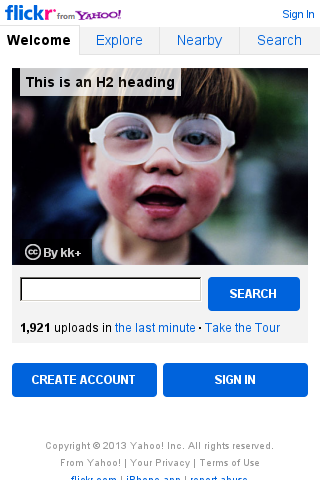 flickr from YAHOO!
Sign In
Welcome
Explore
Nearby
Search
This is an H2 heading
cc By kk+
SEARCH
1,921 uploads in the last minute · Take the Tour
CREATE ACCOUNT
SIGN IN
Copyright © 2013 Yahoo! Inc. All rights reserved.
From Yahoo! | Your Privacy | Terms of Use
flickr.com | iPhone app | report abuse